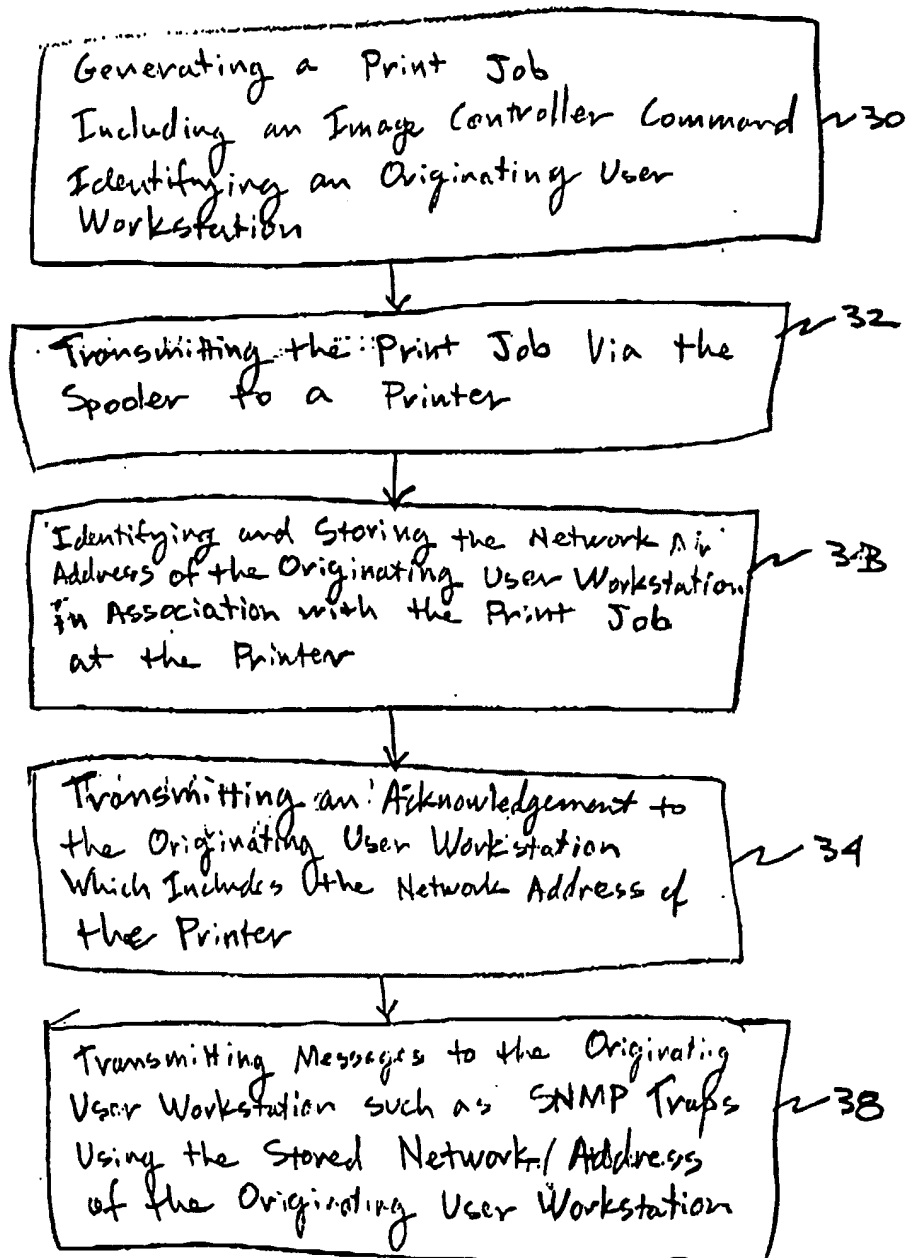 Generating a Print Job
Including an Image Controller Command
Identifying an Originating User
Workstation
30
Transmitting the Print Job Via the
Spooler to a Printer
32
Identifying and Storing the Network
Address of the Originating User Workstation
in Association with the Print Job
at the Printer
3B
Transmitting an Acknowledgement to
the Originating User Workstation
Which Includes the Network Address of
the Printer
34
Transmitting Messages to the Originatig
User Workstation such as SNMP Traps
Using the Stored Network/Address
of the Originating User Workstation
38